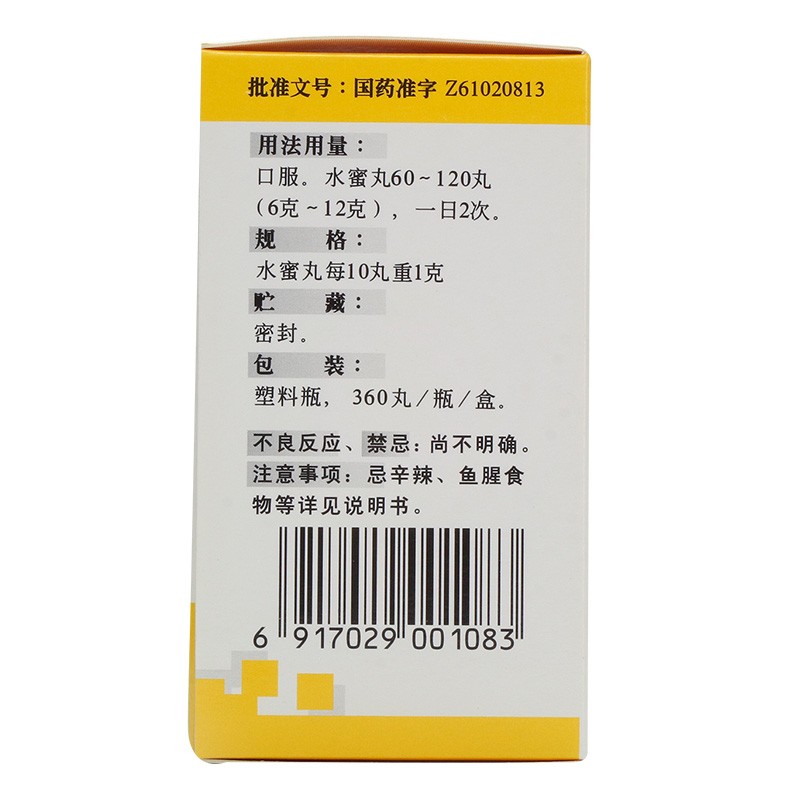 批准文号：国药准字 Z61020813
用法用量：
口服。水蜜丸60～120丸
（6克～12克），一日2次。
规　格：
水蜜丸每10丸重1克
贮　藏：
密封。
包　装：
塑料瓶，360丸/瓶/盒。
不良反应、禁忌：尚不明确。
注意事项：忌辛辣、鱼腥食
物等详见说明书。
6 917029 001083